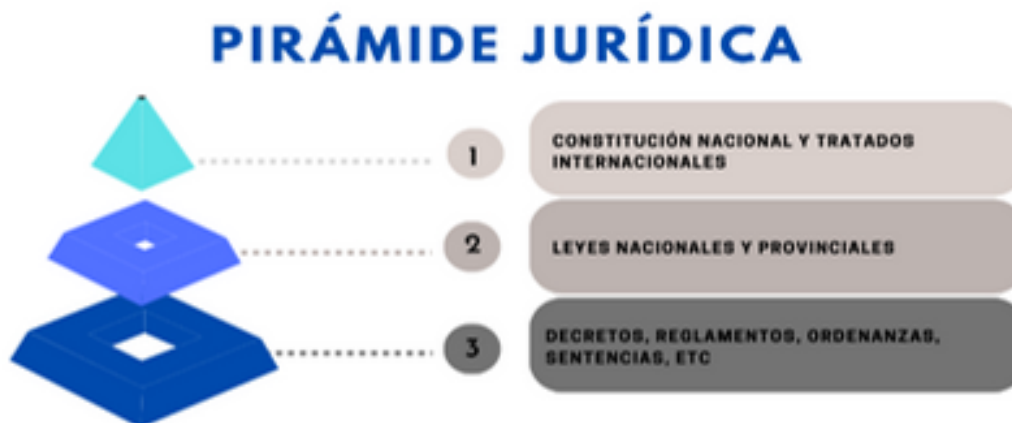 PIRÁMIDE JURÍDICA
1
CONSTITUCIÓN NACIONAL Y TRATADOS
INTERNACIONALES
2
LEYES NACIONALES Y PROVINCIALES
3
DECRETOS, REGLAMENTOS, ORDENANZAS,
SENTENCIAS, ETC